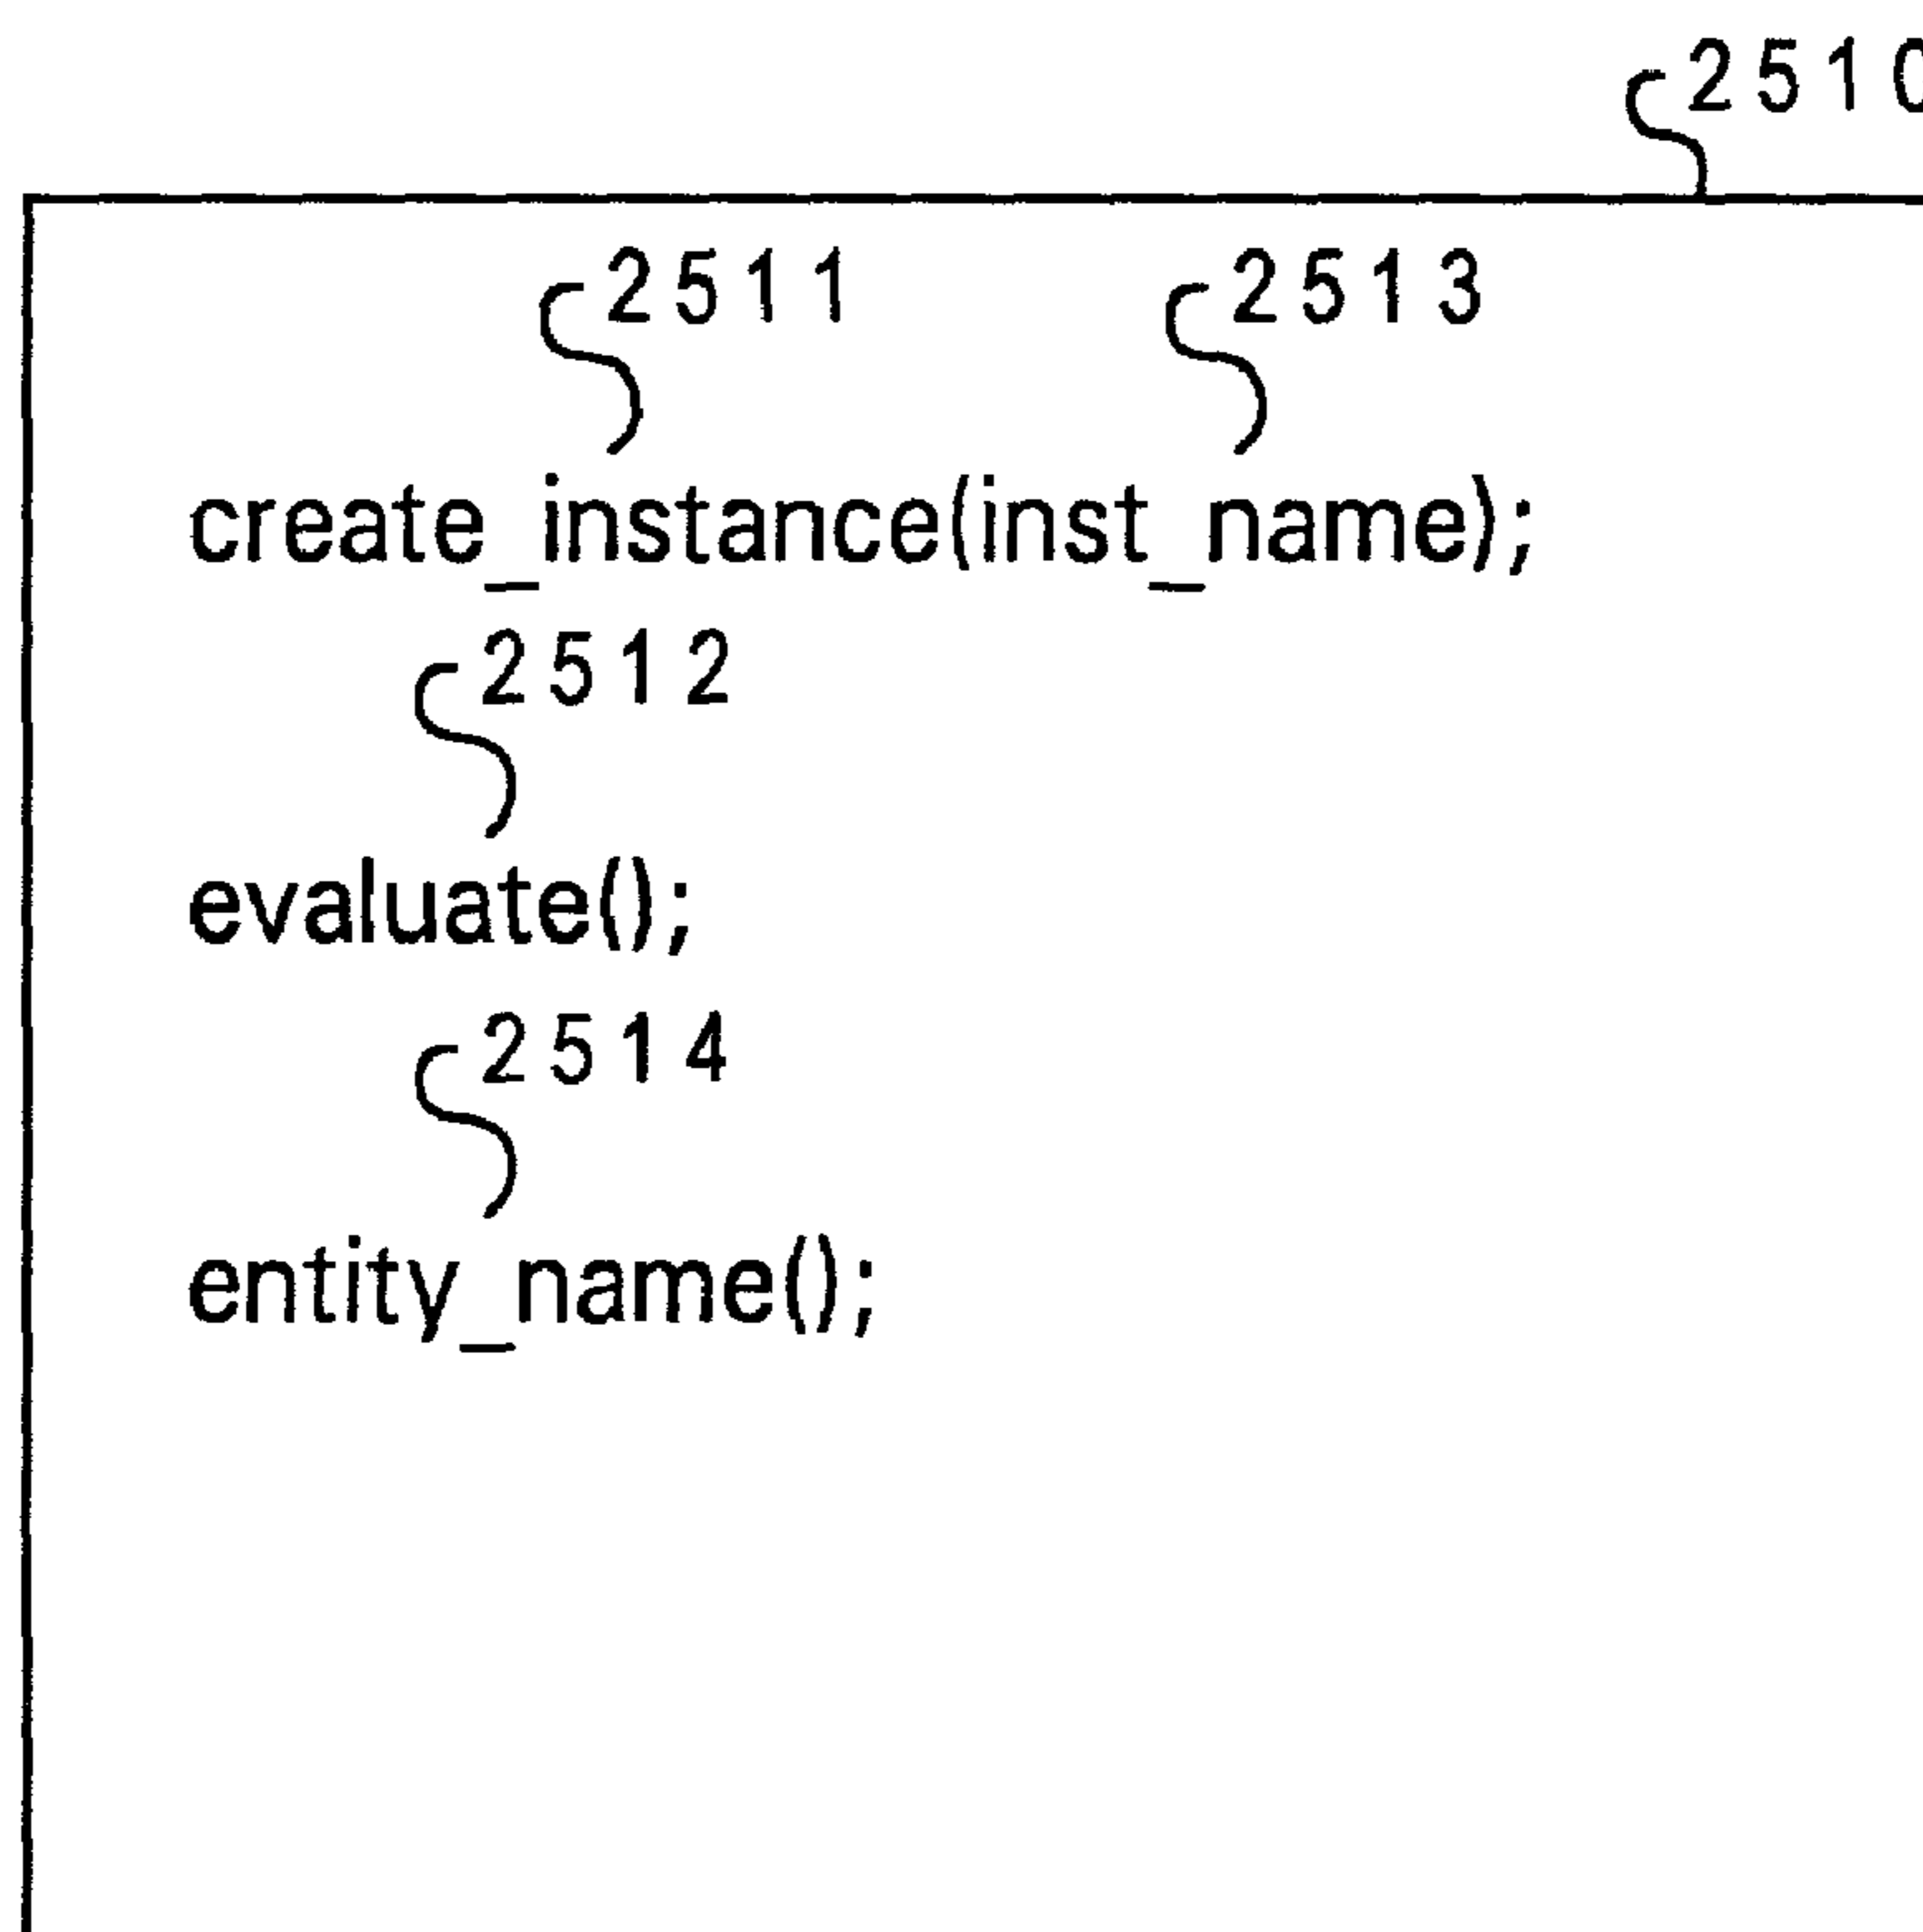 2510
2511 2513
create_instance(inst_name);
2512
evaluate();
2514
entity_name();